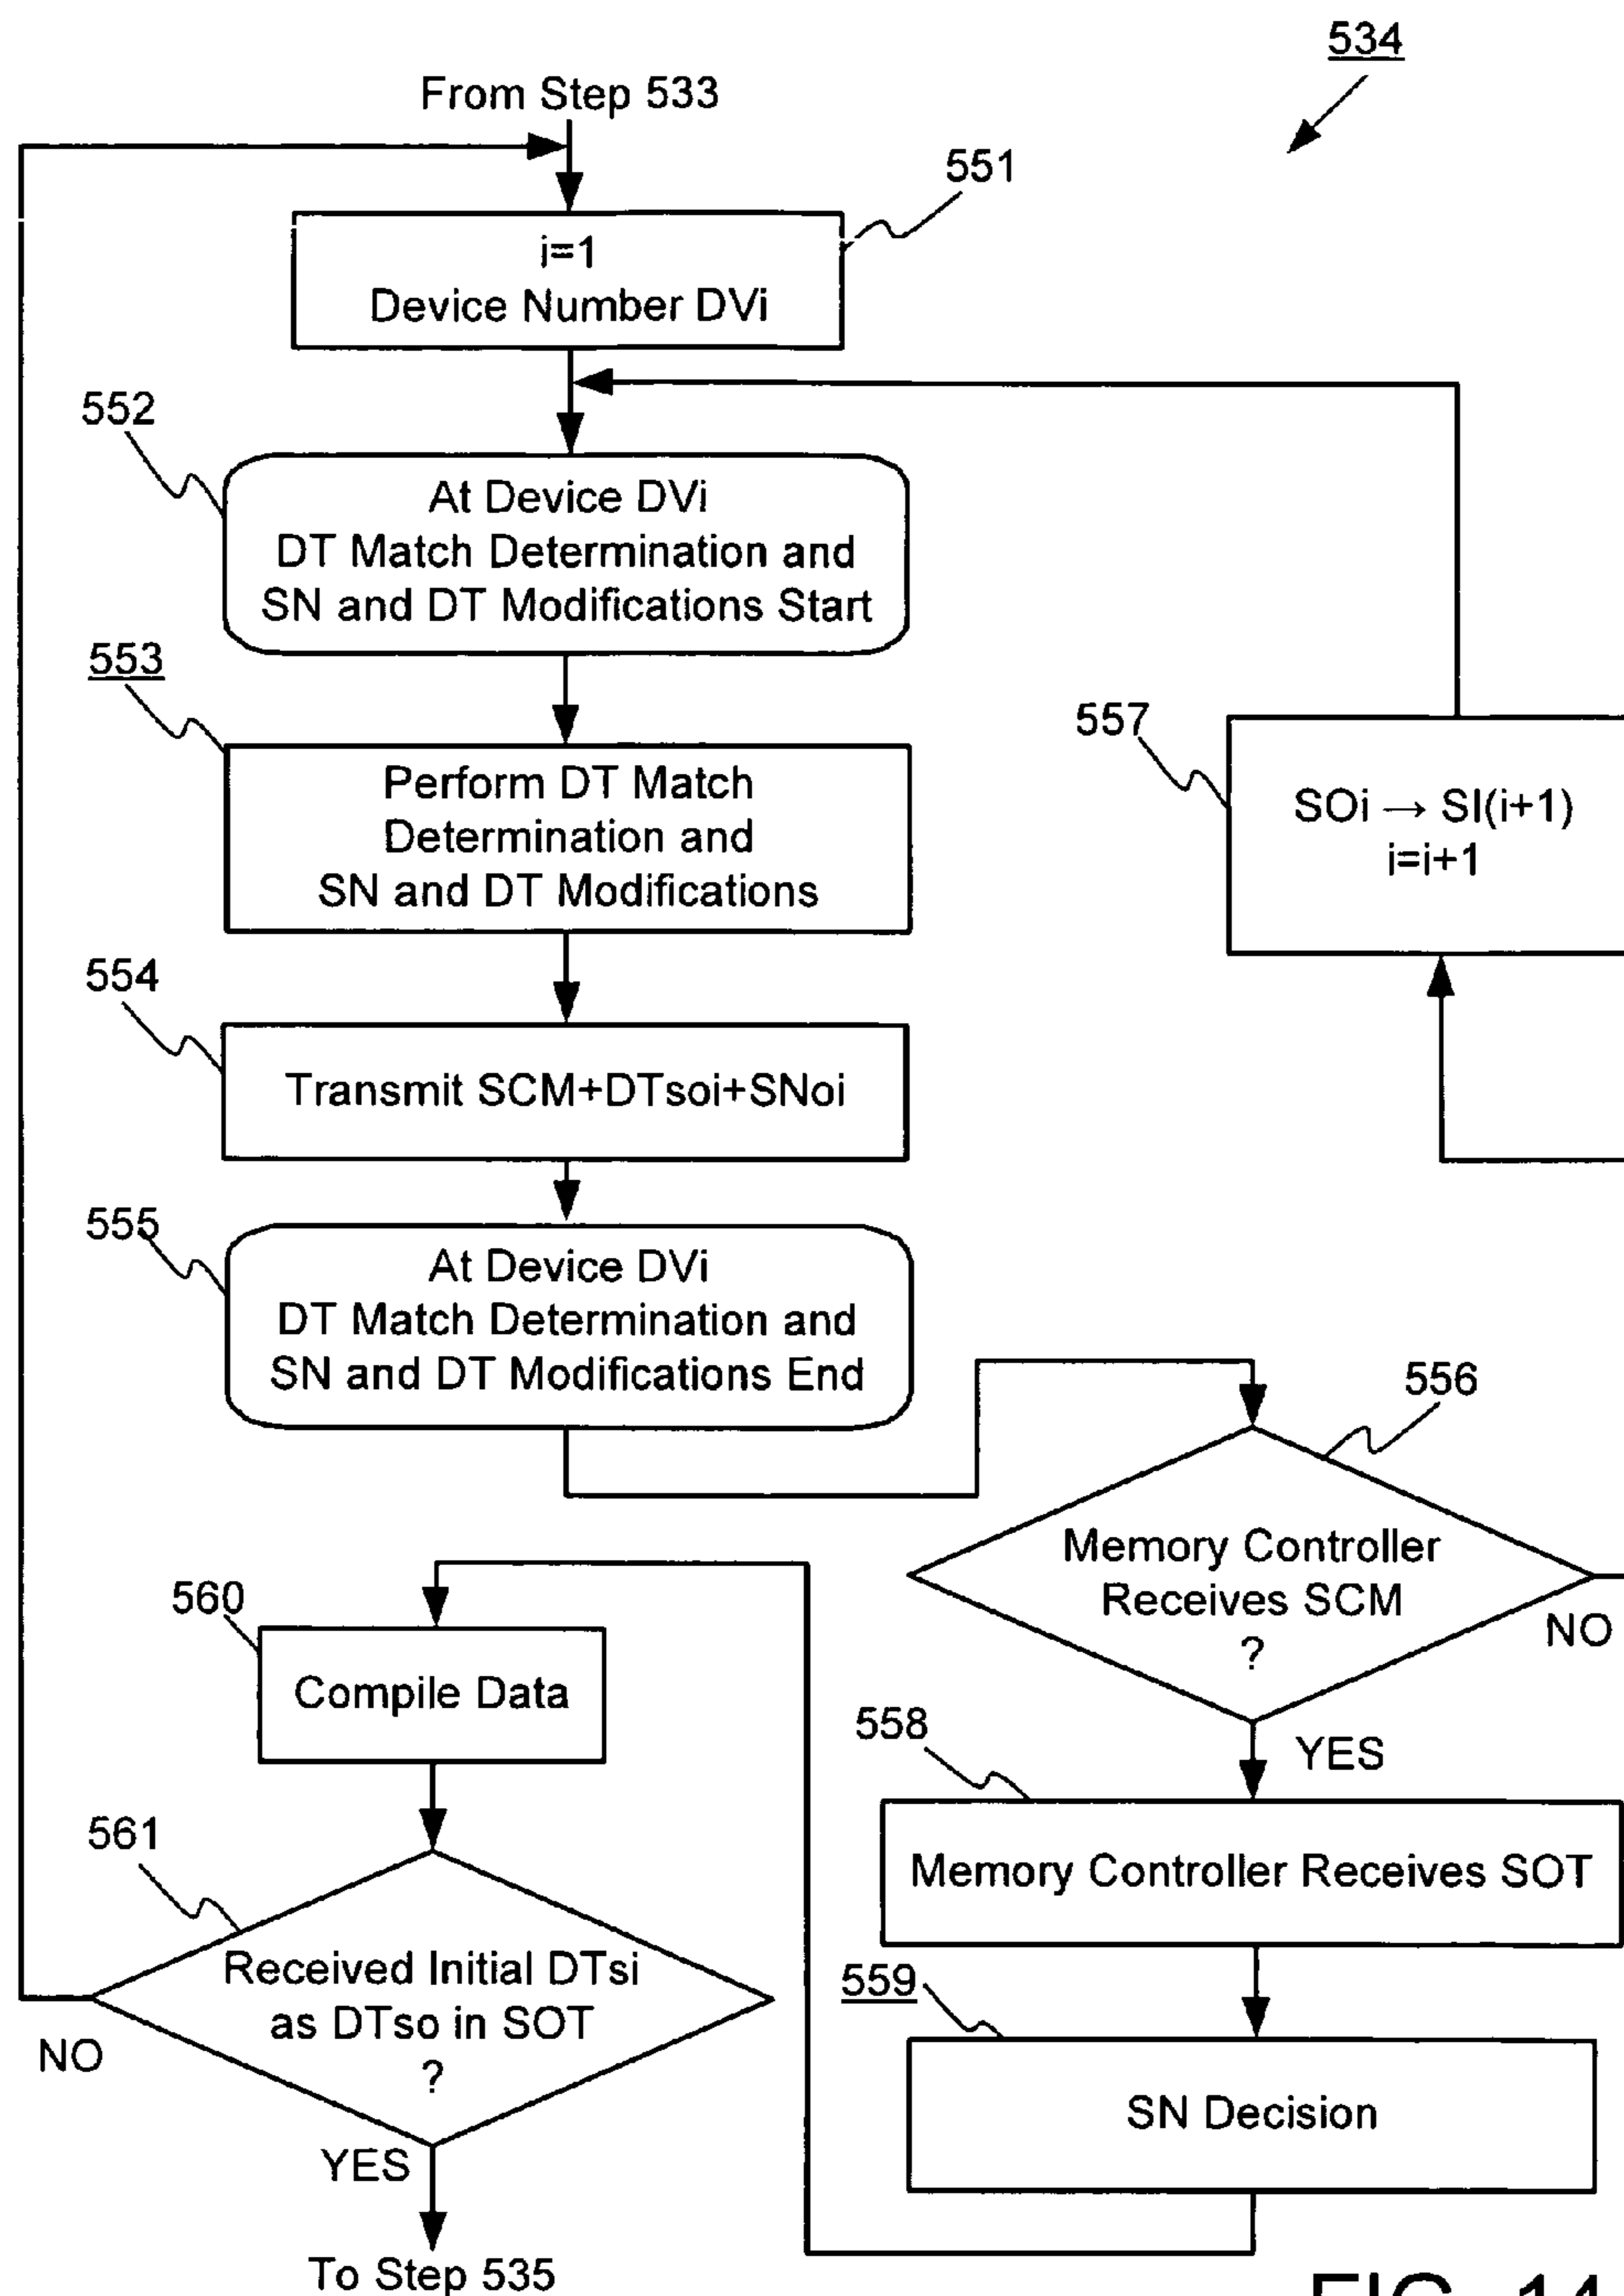 534
From Step 533
551
i=1
Device Number DVi
552
At Device DVi
DT Match Determination and
SN and DT Modifications Start
553
Perform DT Match
Determination and
SN and DT Modifications
557
SOi → SI(i+1)
i=i+1
554
Transmit SCM+DTsoi+SNoi
555
At Device DVi
DT Match Determination and
SN and DT Modifications End
556
Memory Controller
Receives SCM
?
NO
YES
558
Memory Controller Receives SOT
559
SN Decision
560
Compile Data
561
Received Initial DTsi
as DTso in SOT
?
NO
YES
To Step 535
FIG. 14